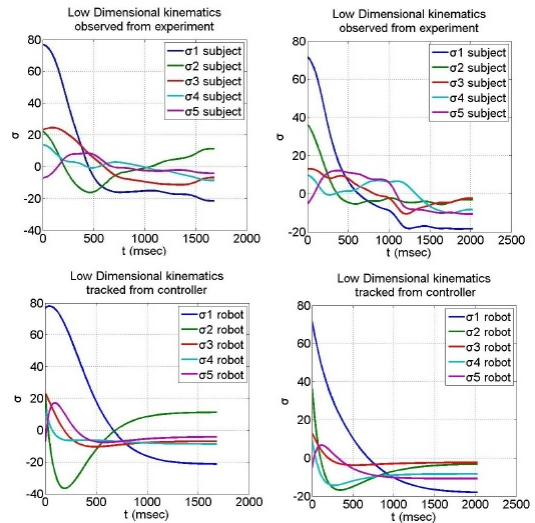 Low Dimensional kinematics
observed from experiment
80
60
40
20
0
-20
-40
σ
0
500
1000
1500
2000
t (msec)
σ1 subject
σ2 subject
σ3 subject
σ4 subject
σ5 subject
Low Dimensional kinematics
observed from experiment
80
60
40
20
0
-20
σ
0
500
1000
1500
2000
2500
t (msec)
σ1 subject
σ2 subject
σ3 subject
σ4 subject
σ5 subject
Low Dimensional kinematics
tracked from controller
80
60
40
20
0
-20
-40
σ
0
500
1000
1500
2000
t (msec)
σ1 robot
σ2 robot
σ3 robot
σ4 robot
σ5 robot
Low Dimensional kinematics
tracked from controller
80
60
40
20
0
-20
σ
0
500
1000
1500
2000
2500
t (msec)
σ1 robot
σ2 robot
σ3 robot
σ4 robot
σ5 robot